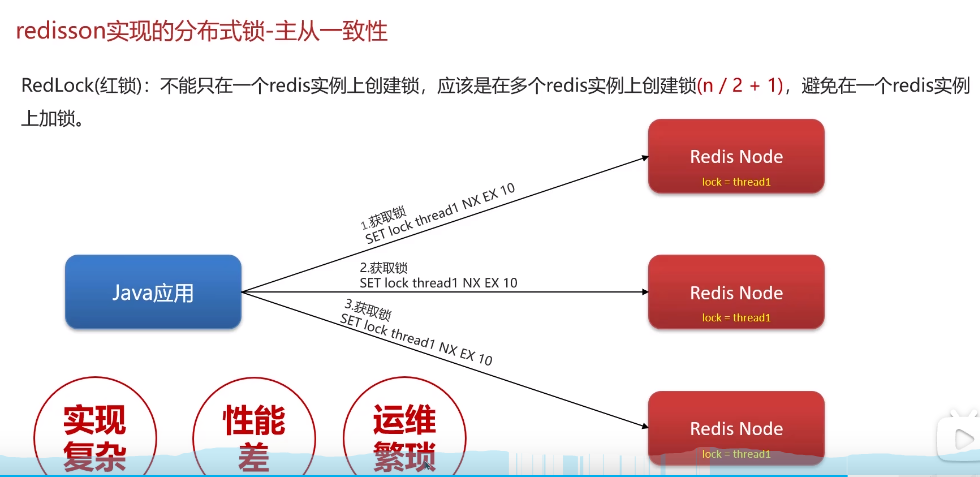 redisson实现的分布式锁-主从一致性
RedLock(红锁)：不能只在一个redis实例上创建锁，应该是在多个redis实例上创建锁(n / 2 + 1)，避免在一个redis实例
上加锁。
Redis Node
lock = thread1
1.获取锁
SET lock thread1 NX EX 10
Java应用
2.获取锁
SET lock thread1 NX EX 10
Redis Node
lock = thread1
3.获取锁
SET lock thread1 NX EX 10
Redis Node
lock = thread1
实现
复杂
性能
差
运维
繁琐